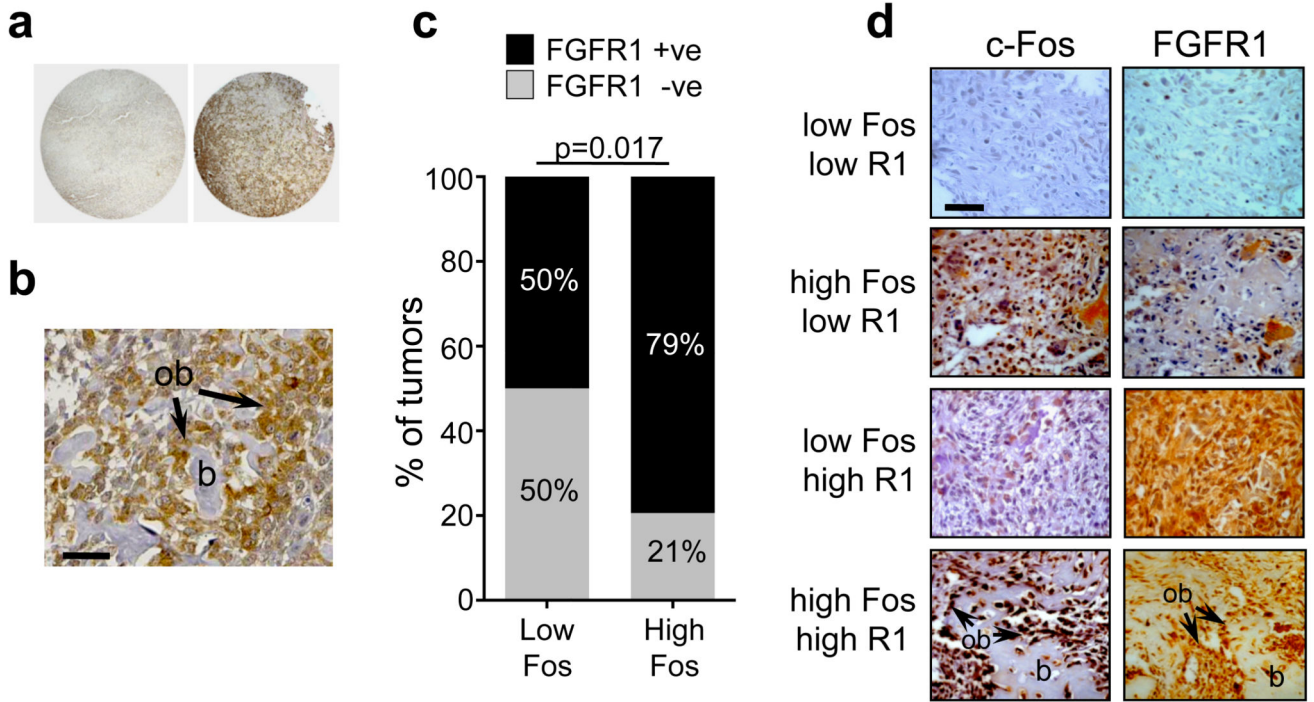 a
b
ob
b
c
FGFR1 +ve
FGFR1 -ve
p=0.017
% of tumors
100
80
60
40
20
0
50%
50%
79%
21%
Low
Fos
High
Fos
d
c-Fos
FGFR1
low Fos
low R1
high Fos
low R1
low Fos
high R1
high Fos
high R1
ob
b
ob
b